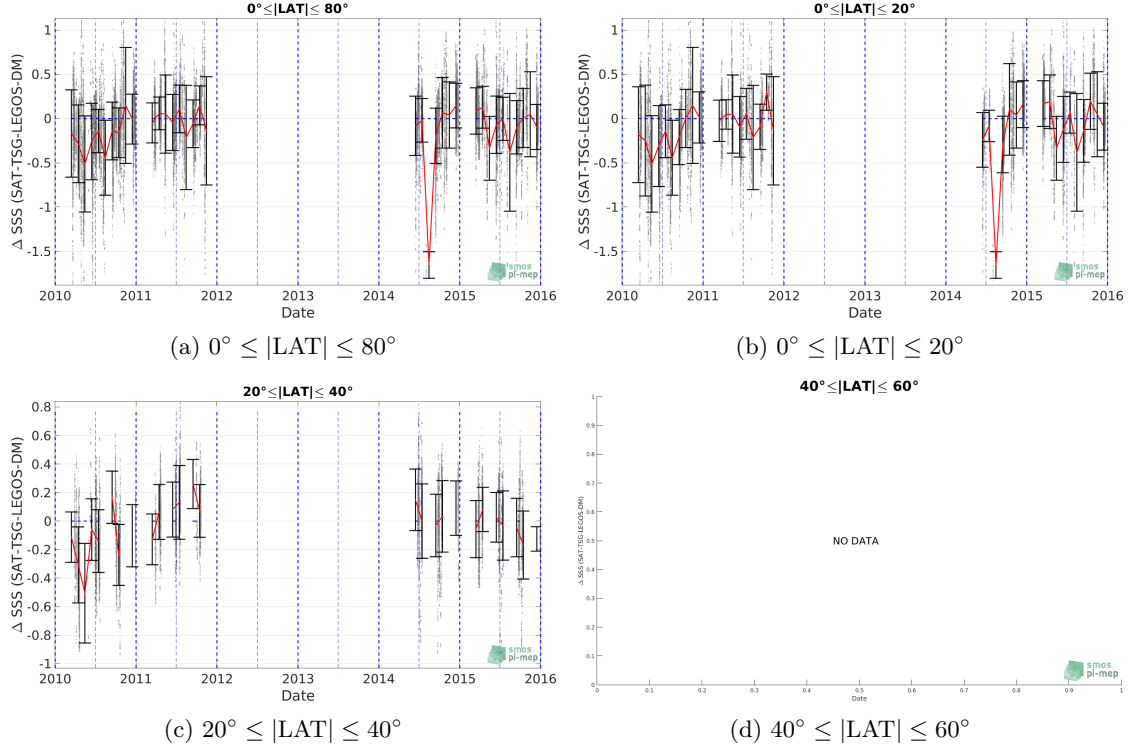 0°≤|LAT|≤ 80°
Δ SSS (SAT-TSG-LEGOS-DM)
1
0.5
0
-0.5
-1
-1.5
2010 2011 2012 2013 2014 2015 2016
Date
smos
pi-mep
(a) 0° ≤ |LAT| ≤ 80°
0°≤|LAT|≤ 20°
Δ SSS (SAT-TSG-LEGOS-DM)
1
0.5
0
-0.5
-1
-1.5
2010 2011 2012 2013 2014 2015 2016
Date
smos
pi-mep
(b) 0° ≤ |LAT| ≤ 20°
20°≤|LAT|≤ 40°
Δ SSS (SAT-TSG-LEGOS-DM)
0.8
0.6
0.4
0.2
0
-0.2
-0.4
-0.6
-0.8
-1
2010 2011 2012 2013 2014 2015 2016
Date
smos
pi-mep
(c) 20° ≤ |LAT| ≤ 40°
40°≤|LAT|≤ 60°
Δ SSS (SAT-TSG-LEGOS-DM)
1
0.9
0.8
0.7
0.6
0.5
0.4
0.3
0.2
0.1
0
NO DATA
0 0.1 0.2 0.3 0.4 0.5 0.6 0.7 0.8 0.9 1
Date
smos
pi-mep
(d) 40° ≤ |LAT| ≤ 60°